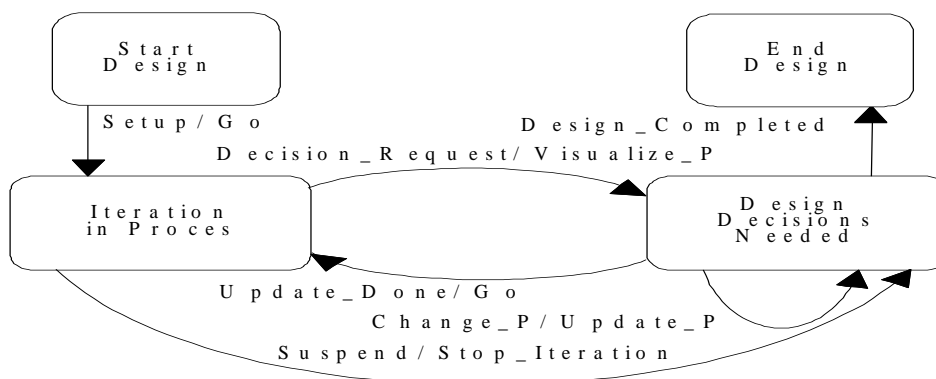 Start
Design
End
Design
Setup/Go
Design_Completed
Decision_Request/Visualize_P
Iteration
in Proces
Design
Decisions
Needed
Update_Done/Go
Change_P/Update_P
Suspend/Stop_Iteration